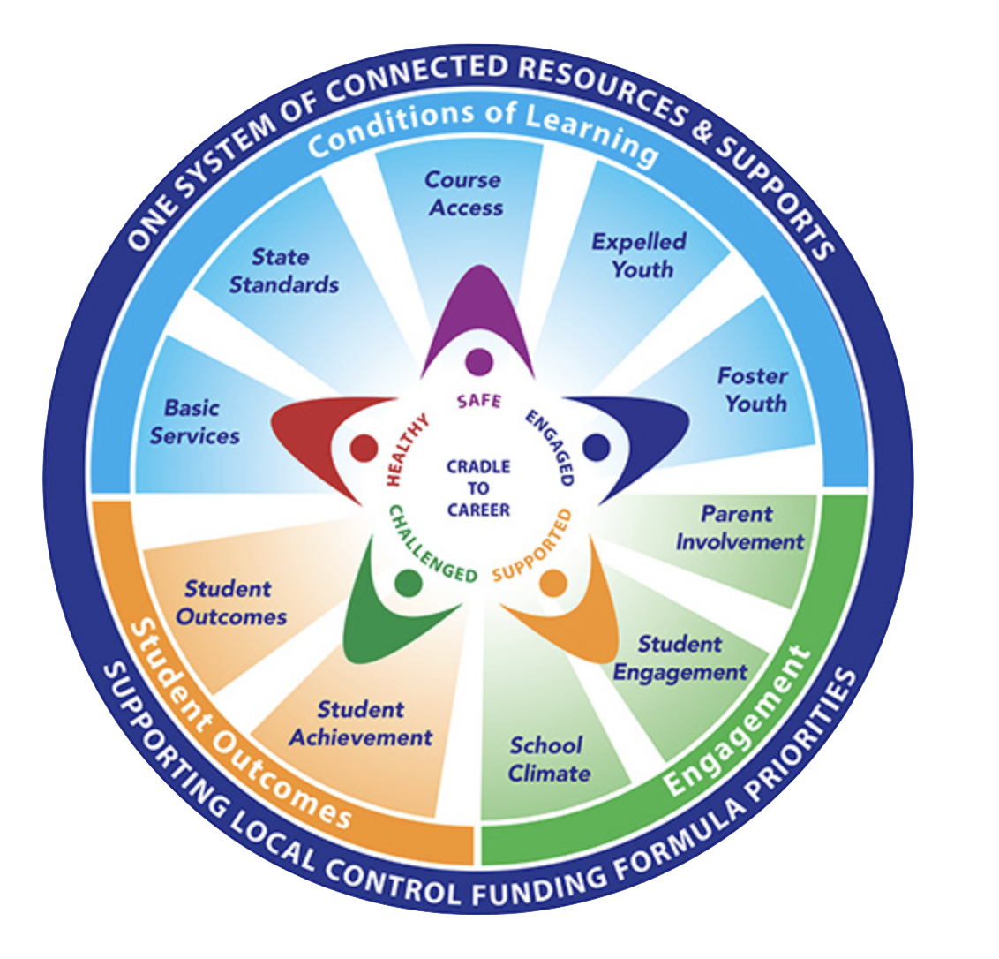 ONE SYSTEM OF CONNECTED RESOURCES & SUPPORTS
Conditions of Learning
Course
Access
Expelled
Youth
State
Standards
Foster
Youth
Basic
Services
SAFE
HEALTHY
ENGAGED
CRADLE
TO
CAREER
CHALLENGED
SUPPORTED
Parent
Involvement
Student
Outcomes
Student
Engagement
Student
Achievement
School
Climate
Student Outcomes
Engagement
SUPPORTING LOCAL CONTROL FUNDING FORMULA PRIORITIES